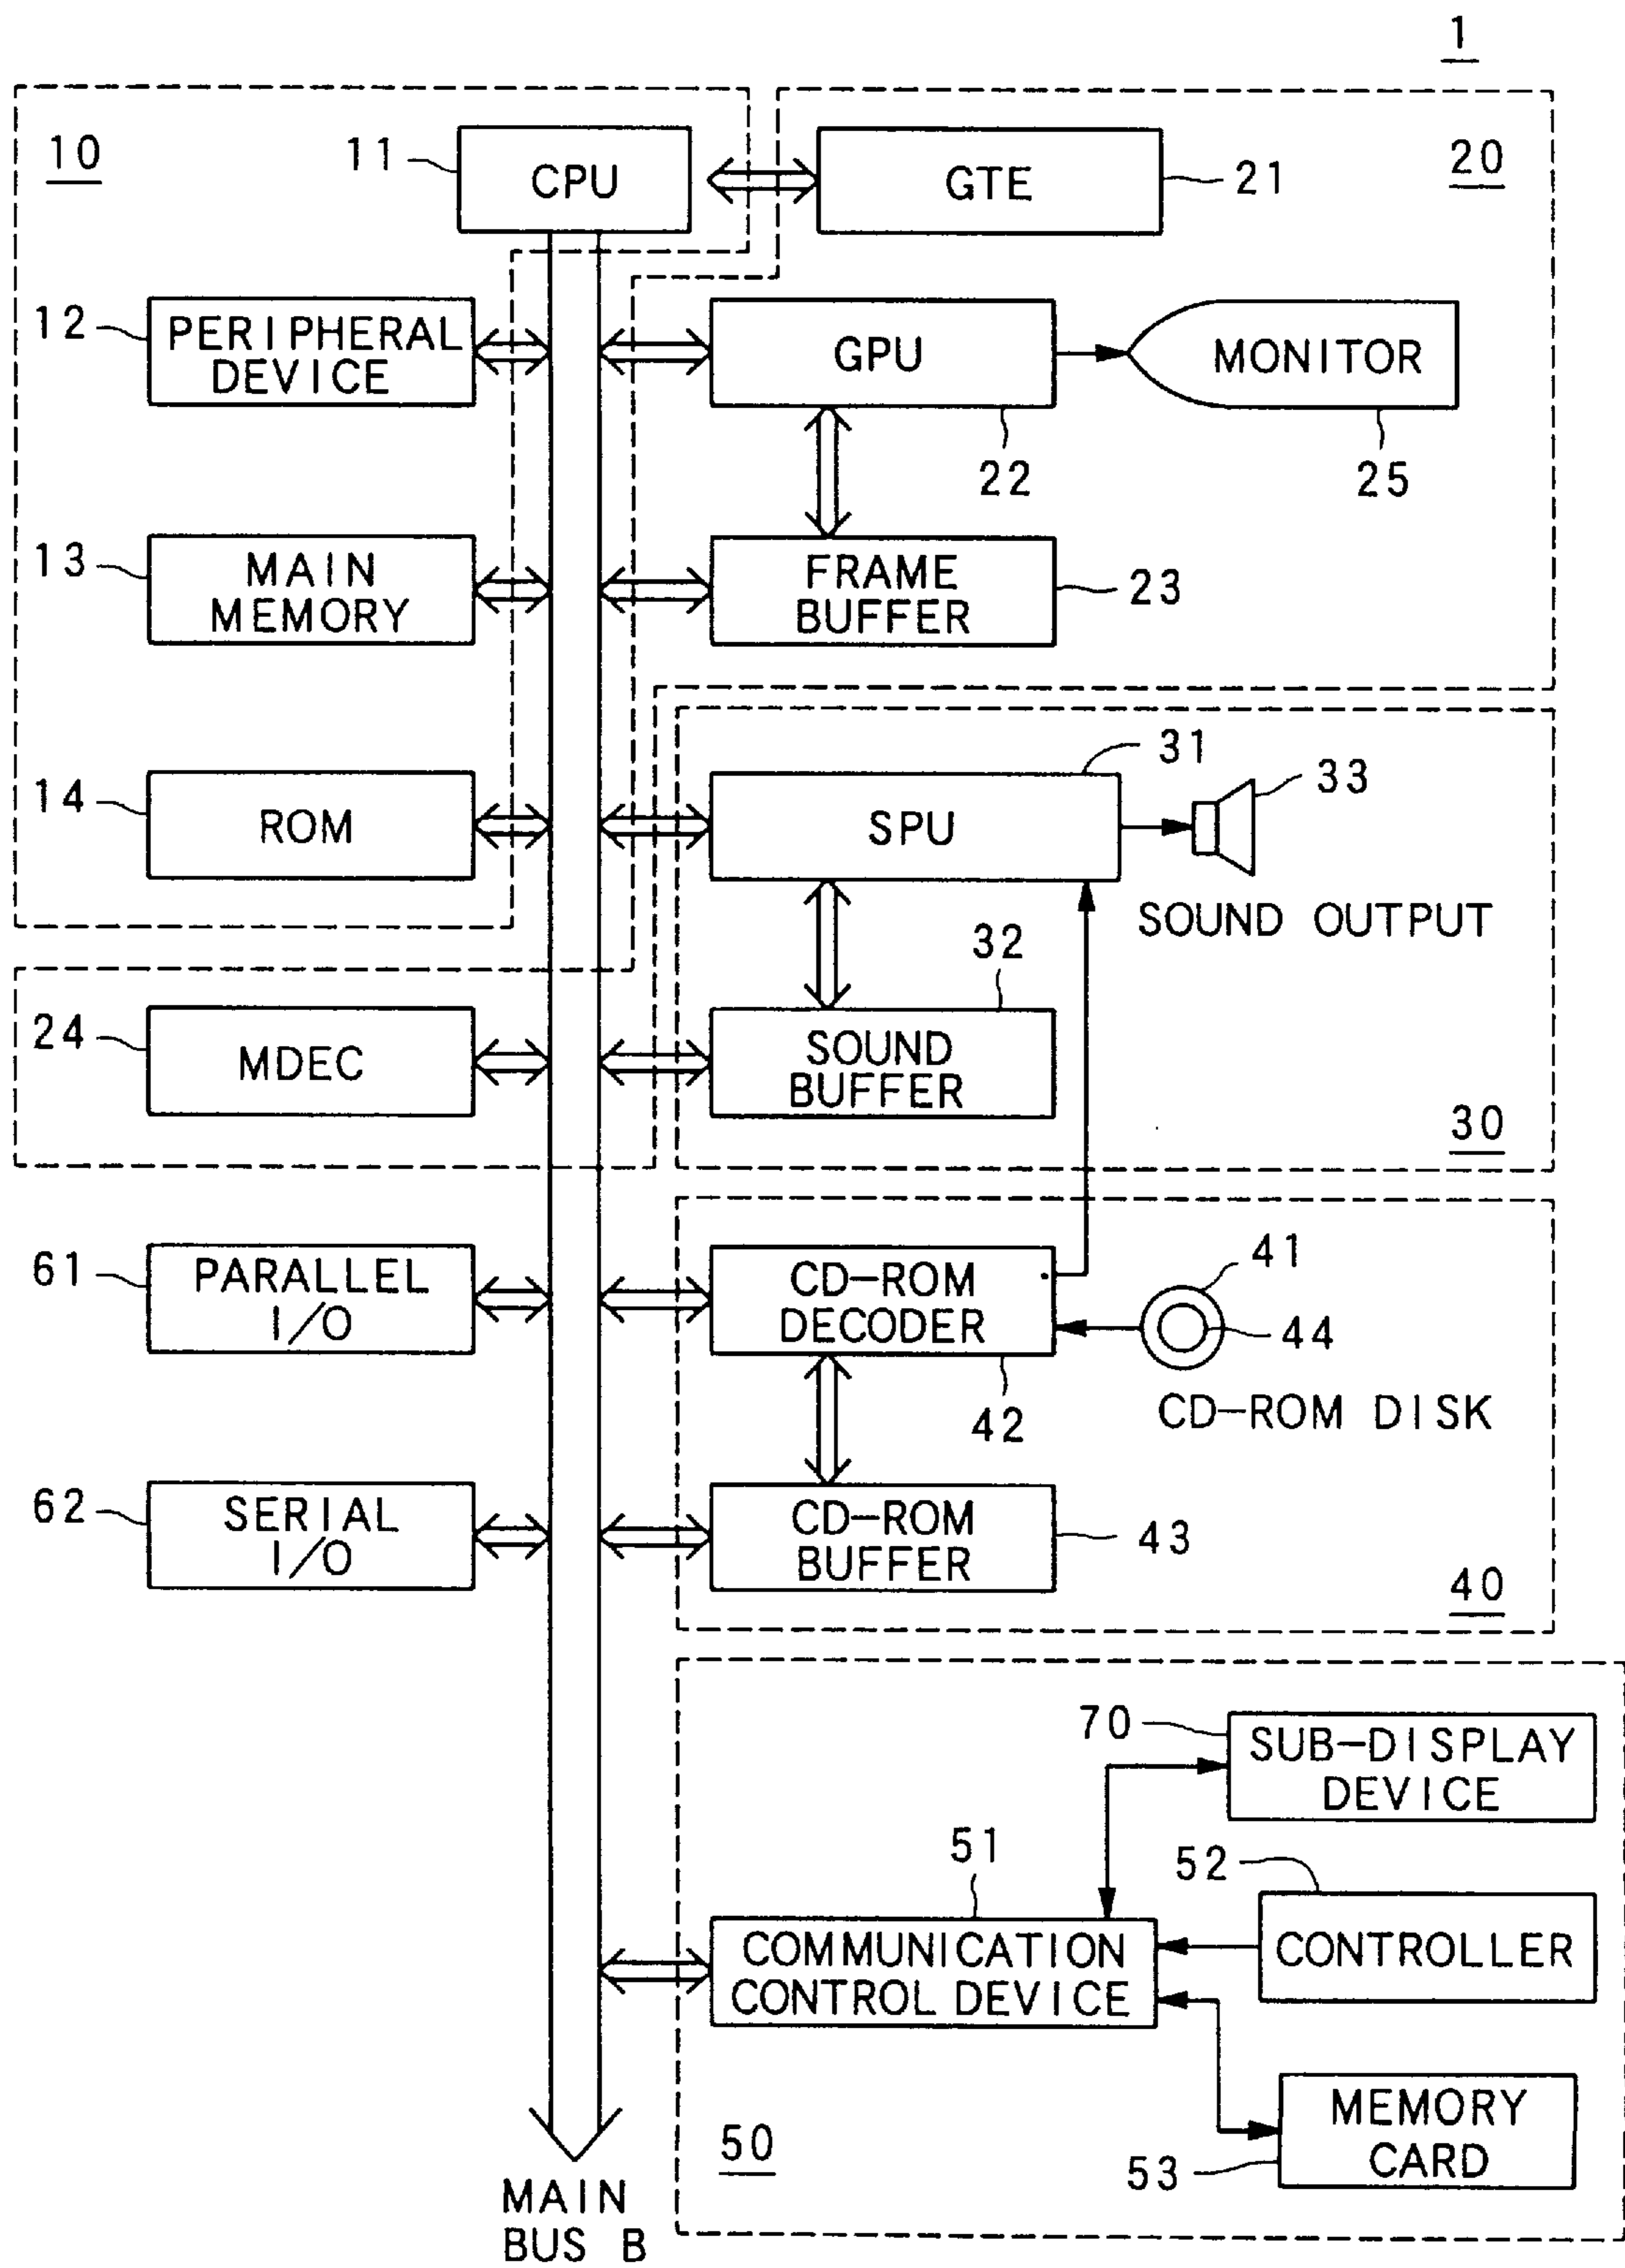 1
10
11
CPU
GTE
21
20
12
PERIPHERAL
DEVICE
GPU
22
MONITOR
25
13
MAIN
MEMORY
FRAME
BUFFER
23
14
ROM
31
SPU
33
SOUND OUTPUT
24
MDEC
32
SOUND
BUFFER
30
61
PARALLEL
I/O
CD-ROM
DECODER
42
41
44
CD-ROM DISK
62
SERIAL
I/O
CD-ROM
BUFFER
43
40
70
SUB-DISPLAY
DEVICE
51
COMMUNICATION
CONTROL DEVICE
52
CONTROLLER
50
53
MEMORY
CARD
MAIN
BUS B